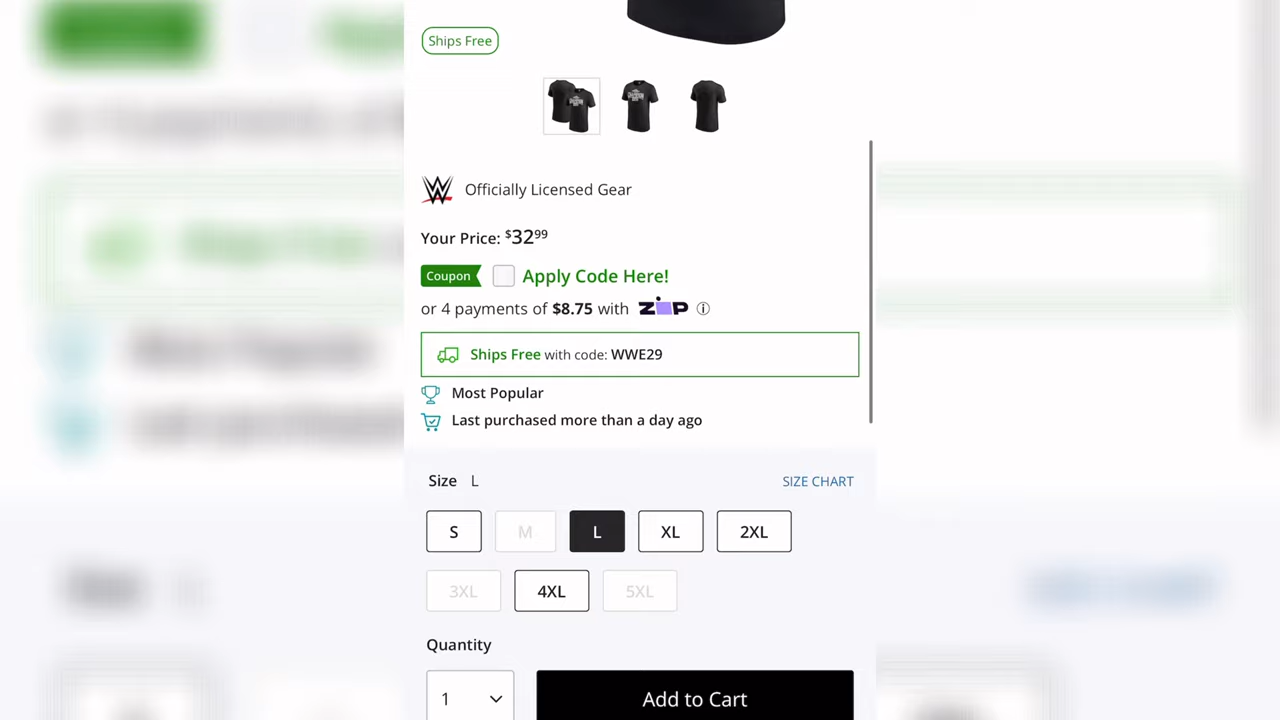 Ships Free
Officially Licensed Gear
Your Price: $32.99
Coupon Apply Code Here!
or 4 payments of $8.75 with ZIP
Ships Free with code: WWE29
Most Popular
Last purchased more than a day ago
Size L SIZE CHART
S M L XL 2XL
3XL 4XL 5XL
Quantity
1 Add to Cart